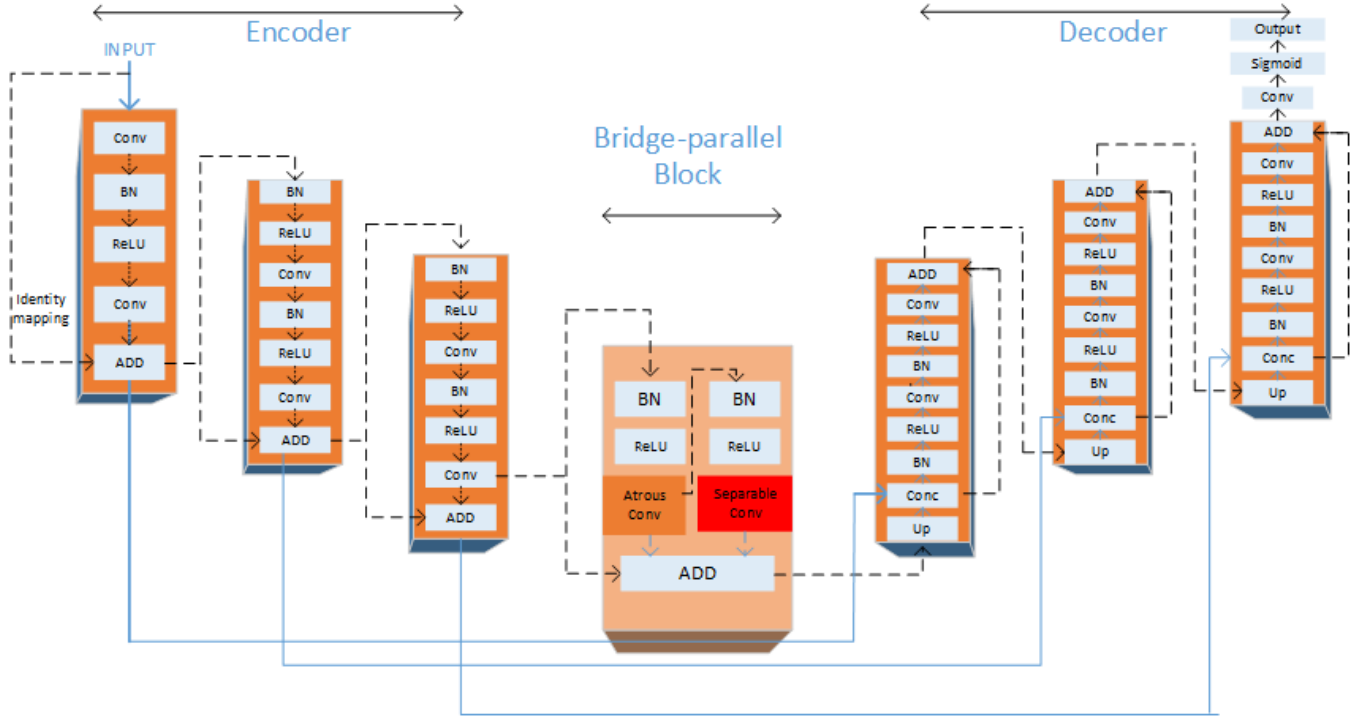 Encoder
INPUT
Conv
BN
ReLU
Conv
ADD
Identity
mapping
BN
ReLU
Conv
BN
ReLU
Conv
ADD
BN
ReLU
Conv
BN
ReLU
Conv
ADD
Bridge-parallel
Block
BN
ReLU
Atrous
Conv
BN
ReLU
Separable
Conv
ADD
Decoder
ADD
Conv
ReLU
BN
Conv
ReLU
BN
Conc
Up
ADD
Conv
ReLU
BN
Conv
ReLU
BN
Conc
Up
Output
Sigmoid
Conv
ADD
Conv
ReLU
BN
Conv
ReLU
BN
Conc
Up